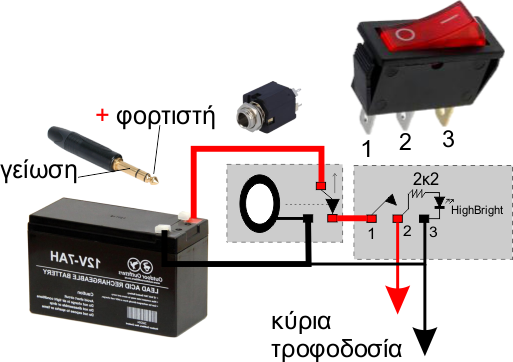 + φορτιστή
γείωση
1 2 3
2κ2
HighBright
1 2 3
12V-7AH
LEAD ACID RECHARGEABLE BATTERY
κύρια
τροφοδοσία